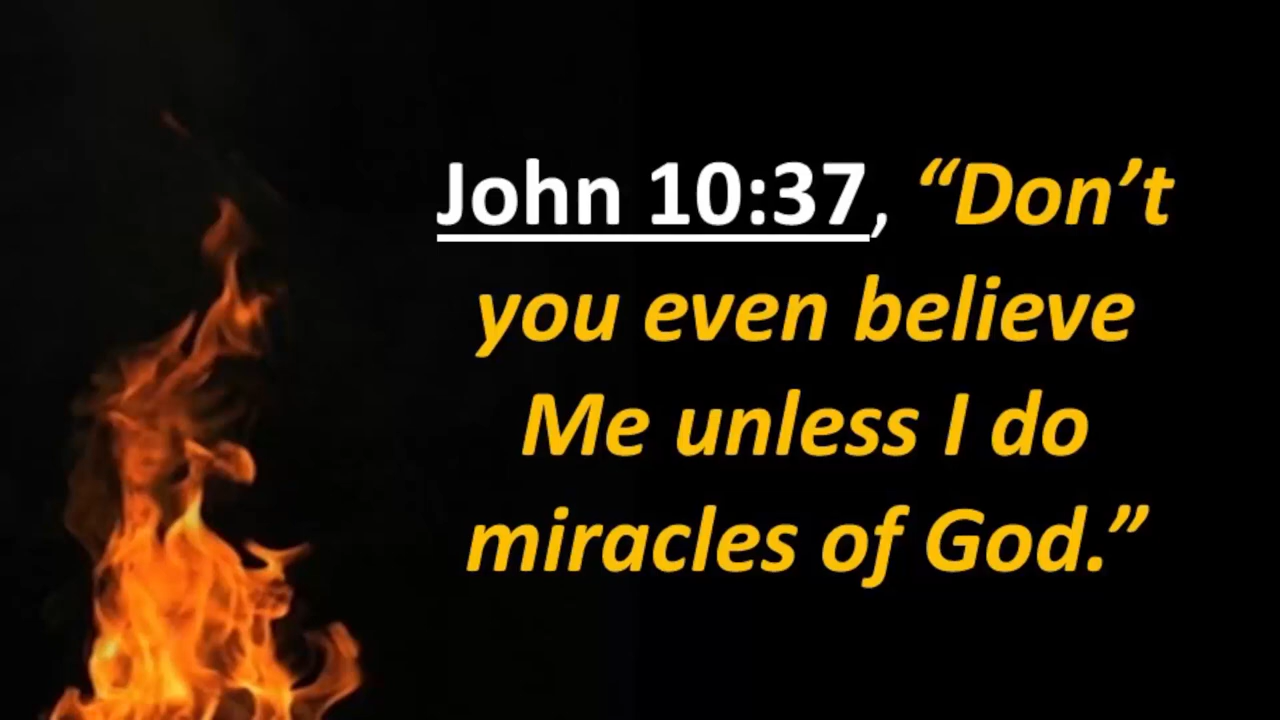 John 10:37, “Don’t
you even believe
Me unless I do
miracles of God.”